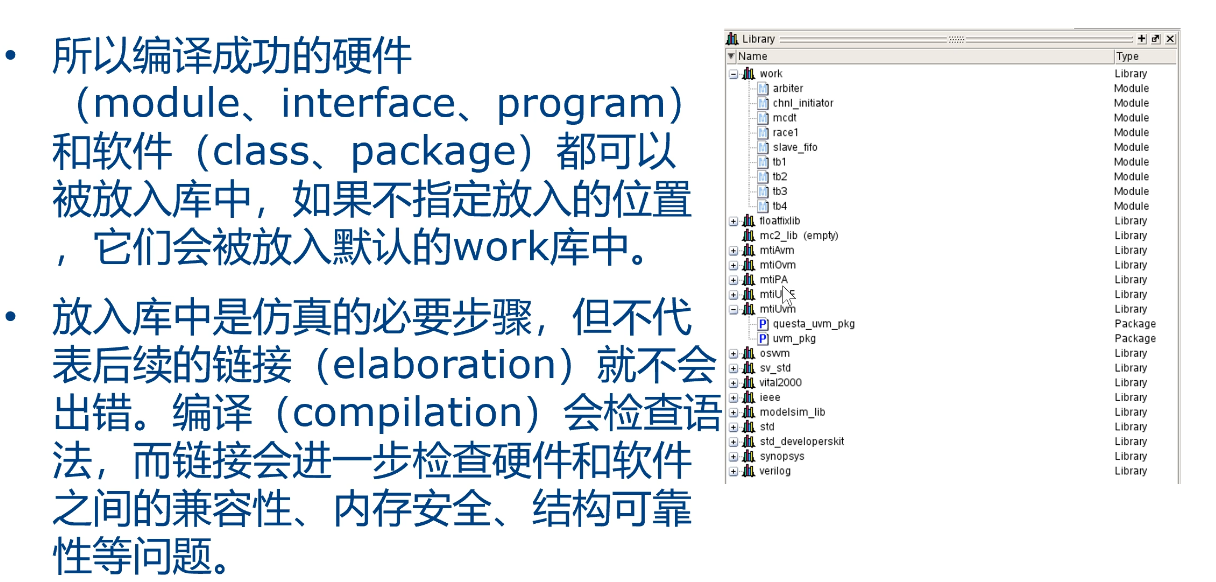 • 所以编译成功的硬件
（module、interface、program）
和软件（class、package）都可以
被放入库中，如果不指定放入的位置
，它们会被放入默认的work库中。
• 放入库中是仿真的必要步骤，但不代
表后续的链接（elaboration）就不会
出错。编译（compilation）会检查语
法，而链接会进一步检查硬件和软件
之间的兼容性、内存安全、结构可靠
性等问题。
Library
Name Type
work Library
arbiter Module
chnl_initiator Module
mcdt Module
race1 Module
slave_fifo Module
tb1 Module
tb2 Module
tb3 Module
tb4 Module
floatfixlib Library
mc2_lib (empty) Library
mtiAvm Library
mtiOvm Library
mtiPA Library
Library
mtiUvm Library
questa_uvm_pkg Package
uvm_pkg Package
osvvm Library
sv_std Library
vital2000 Library
ieee Library
modelsim_lib Library
std Library
std_developerskit Library
synopsys Library
verilog Library